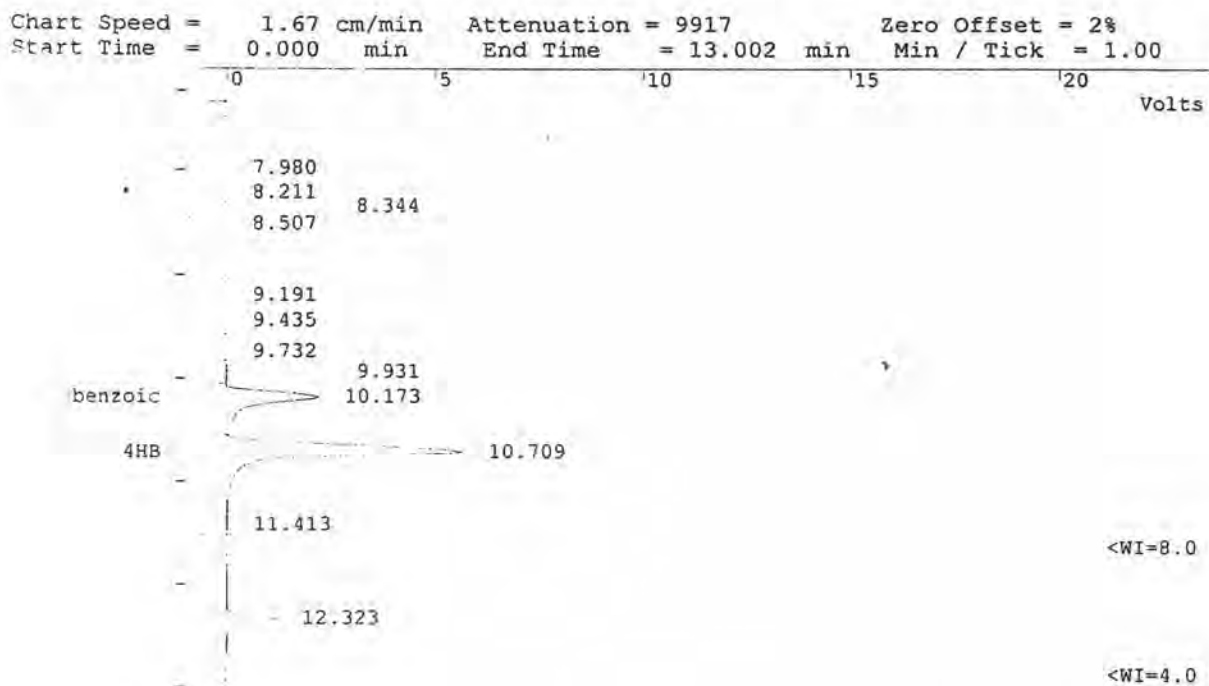 Chart Speed = 1.67 cm/min Attenuation = 9917 Zero Offset = 2%
Start Time = 0.000 min End Time = 13.002 min Min / Tick = 1.00
0 5 10 15 20
Volts
7.980
8.211
8.344
8.507
9.191
9.435
9.732
9.931
benzoic 10.173
4HB 10.709
11.413
<WI=8.0
12.323
<WI=4.0